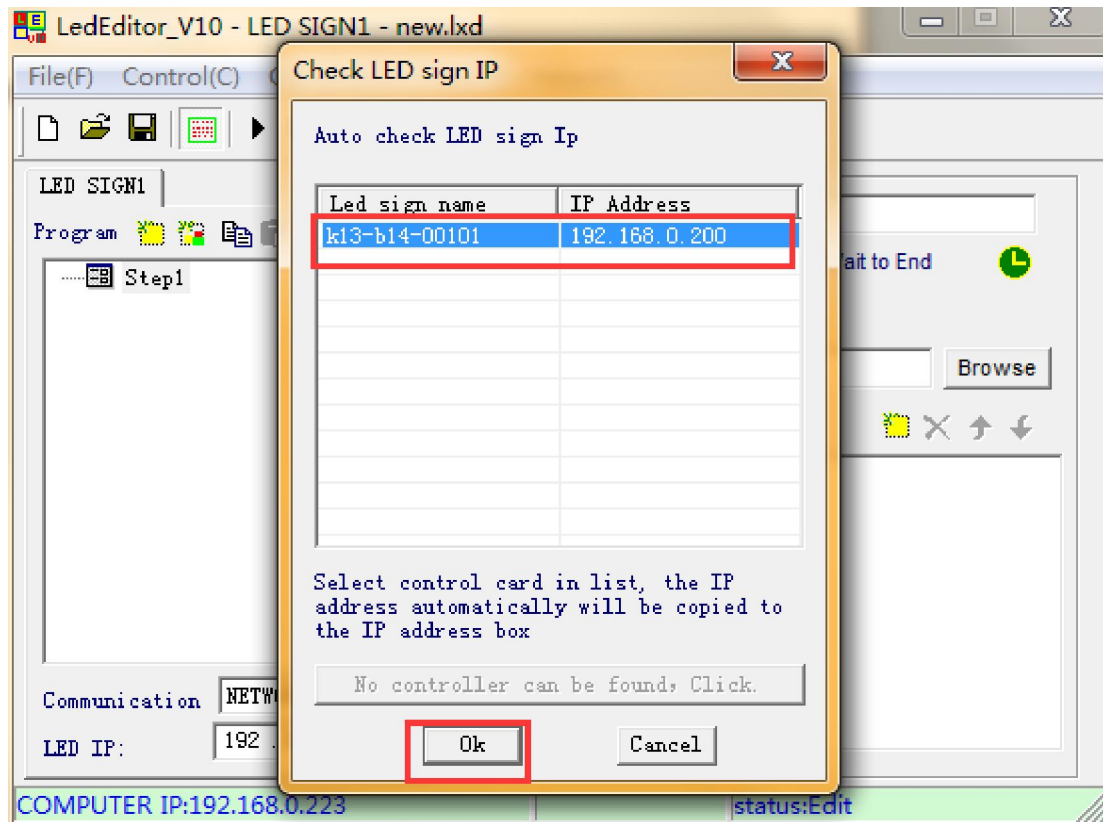 LedEditor_V10 - LED SIGN1 - new.lxd
File(F) Control(C)
Check LED sign IP
Auto check LED sign Ip
Led sign name IP Address
k13-b14-00101 192.168.0.200
LED SIGN1
Program
Step1
ait to End
Browse
Select control card in list, the IP
address automatically will be copied to
the IP address box
No controller can be found, Click.
Ok Cancel
Communication NETW
LED IP: 192 .
COMPUTER IP:192.168.0.223 status:Edit